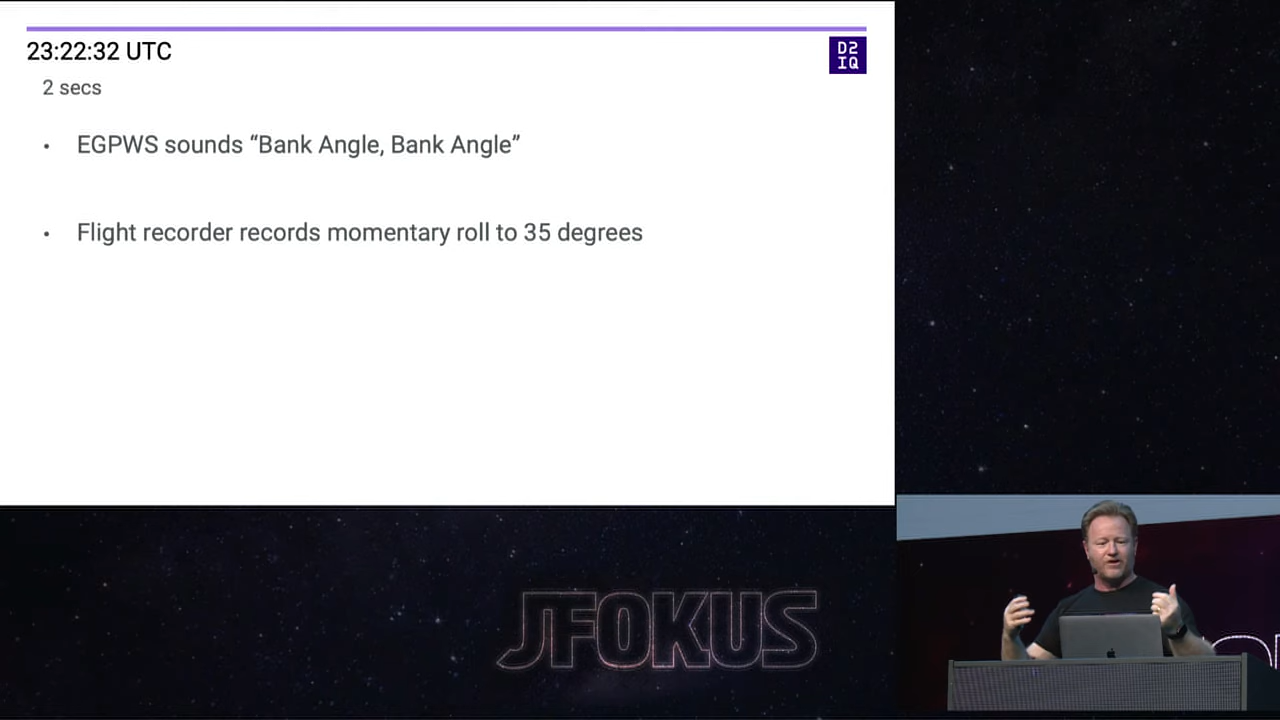 23:22:32 UTC
D2
IQ
2 secs
• EGPWS sounds “Bank Angle, Bank Angle”
• Flight recorder records momentary roll to 35 degrees
JFOKUS